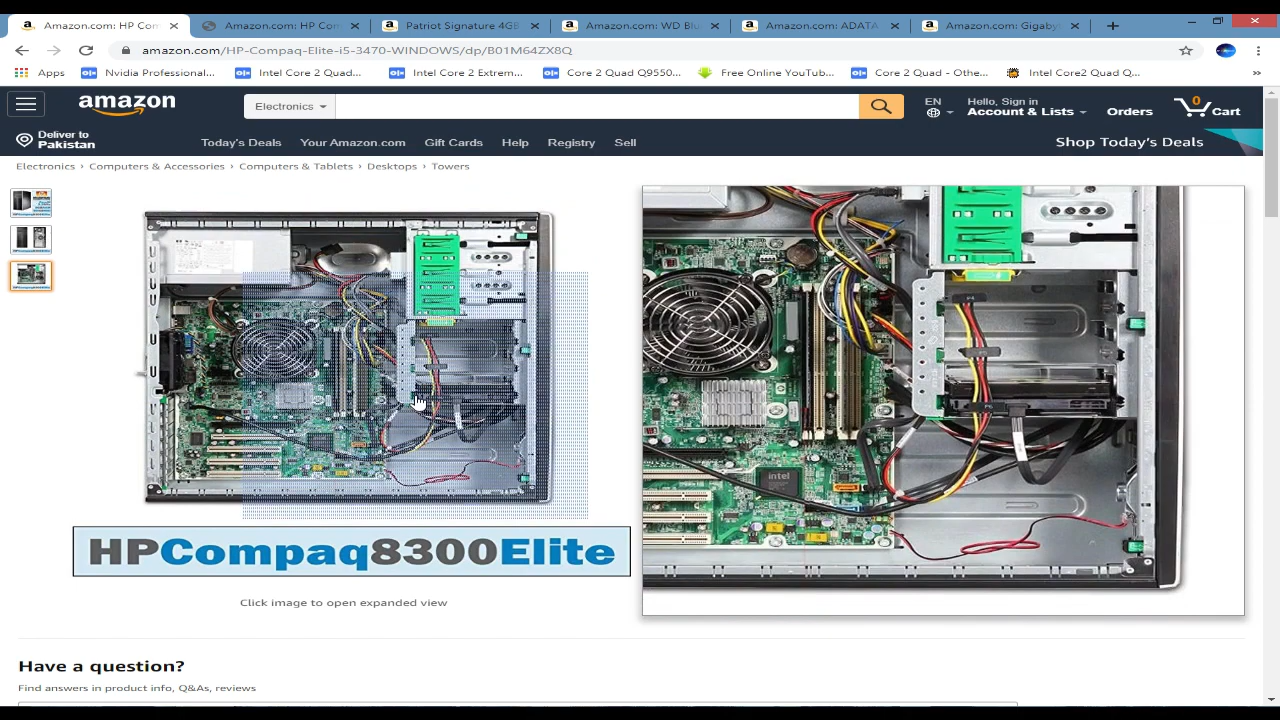 Amazon.com: HP Com
Amazon.com: HP Com
Patriot Signature 4GB
Amazon.com: WD Blu
Amazon.com: ADATA
Amazon.com: Gigaby
amazon.com/HP-Compaq-Elite-i5-3470-WINDOWS/dp/B01M64ZX8Q
Apps
Nvidia Professional...
Intel Core 2 Quad...
Intel Core 2 Extrem...
Core 2 Quad Q9550...
Free Online YouTub...
Core 2 Quad - Othe...
Intel Core2 Quad Q...
amazon
Electronics
EN
Hello, Sign in
Account & Lists
Orders
0
Cart
Deliver to
Pakistan
Today's Deals
Your Amazon.com
Gift Cards
Help
Registry
Sell
Shop Today's Deals
Electronics › Computers & Accessories › Computers & Tablets › Desktops › Towers
intel
P6
HPCompaq8300Elite
Click image to open expanded view
Have a question?
Find answers in product info, Q&As, reviews